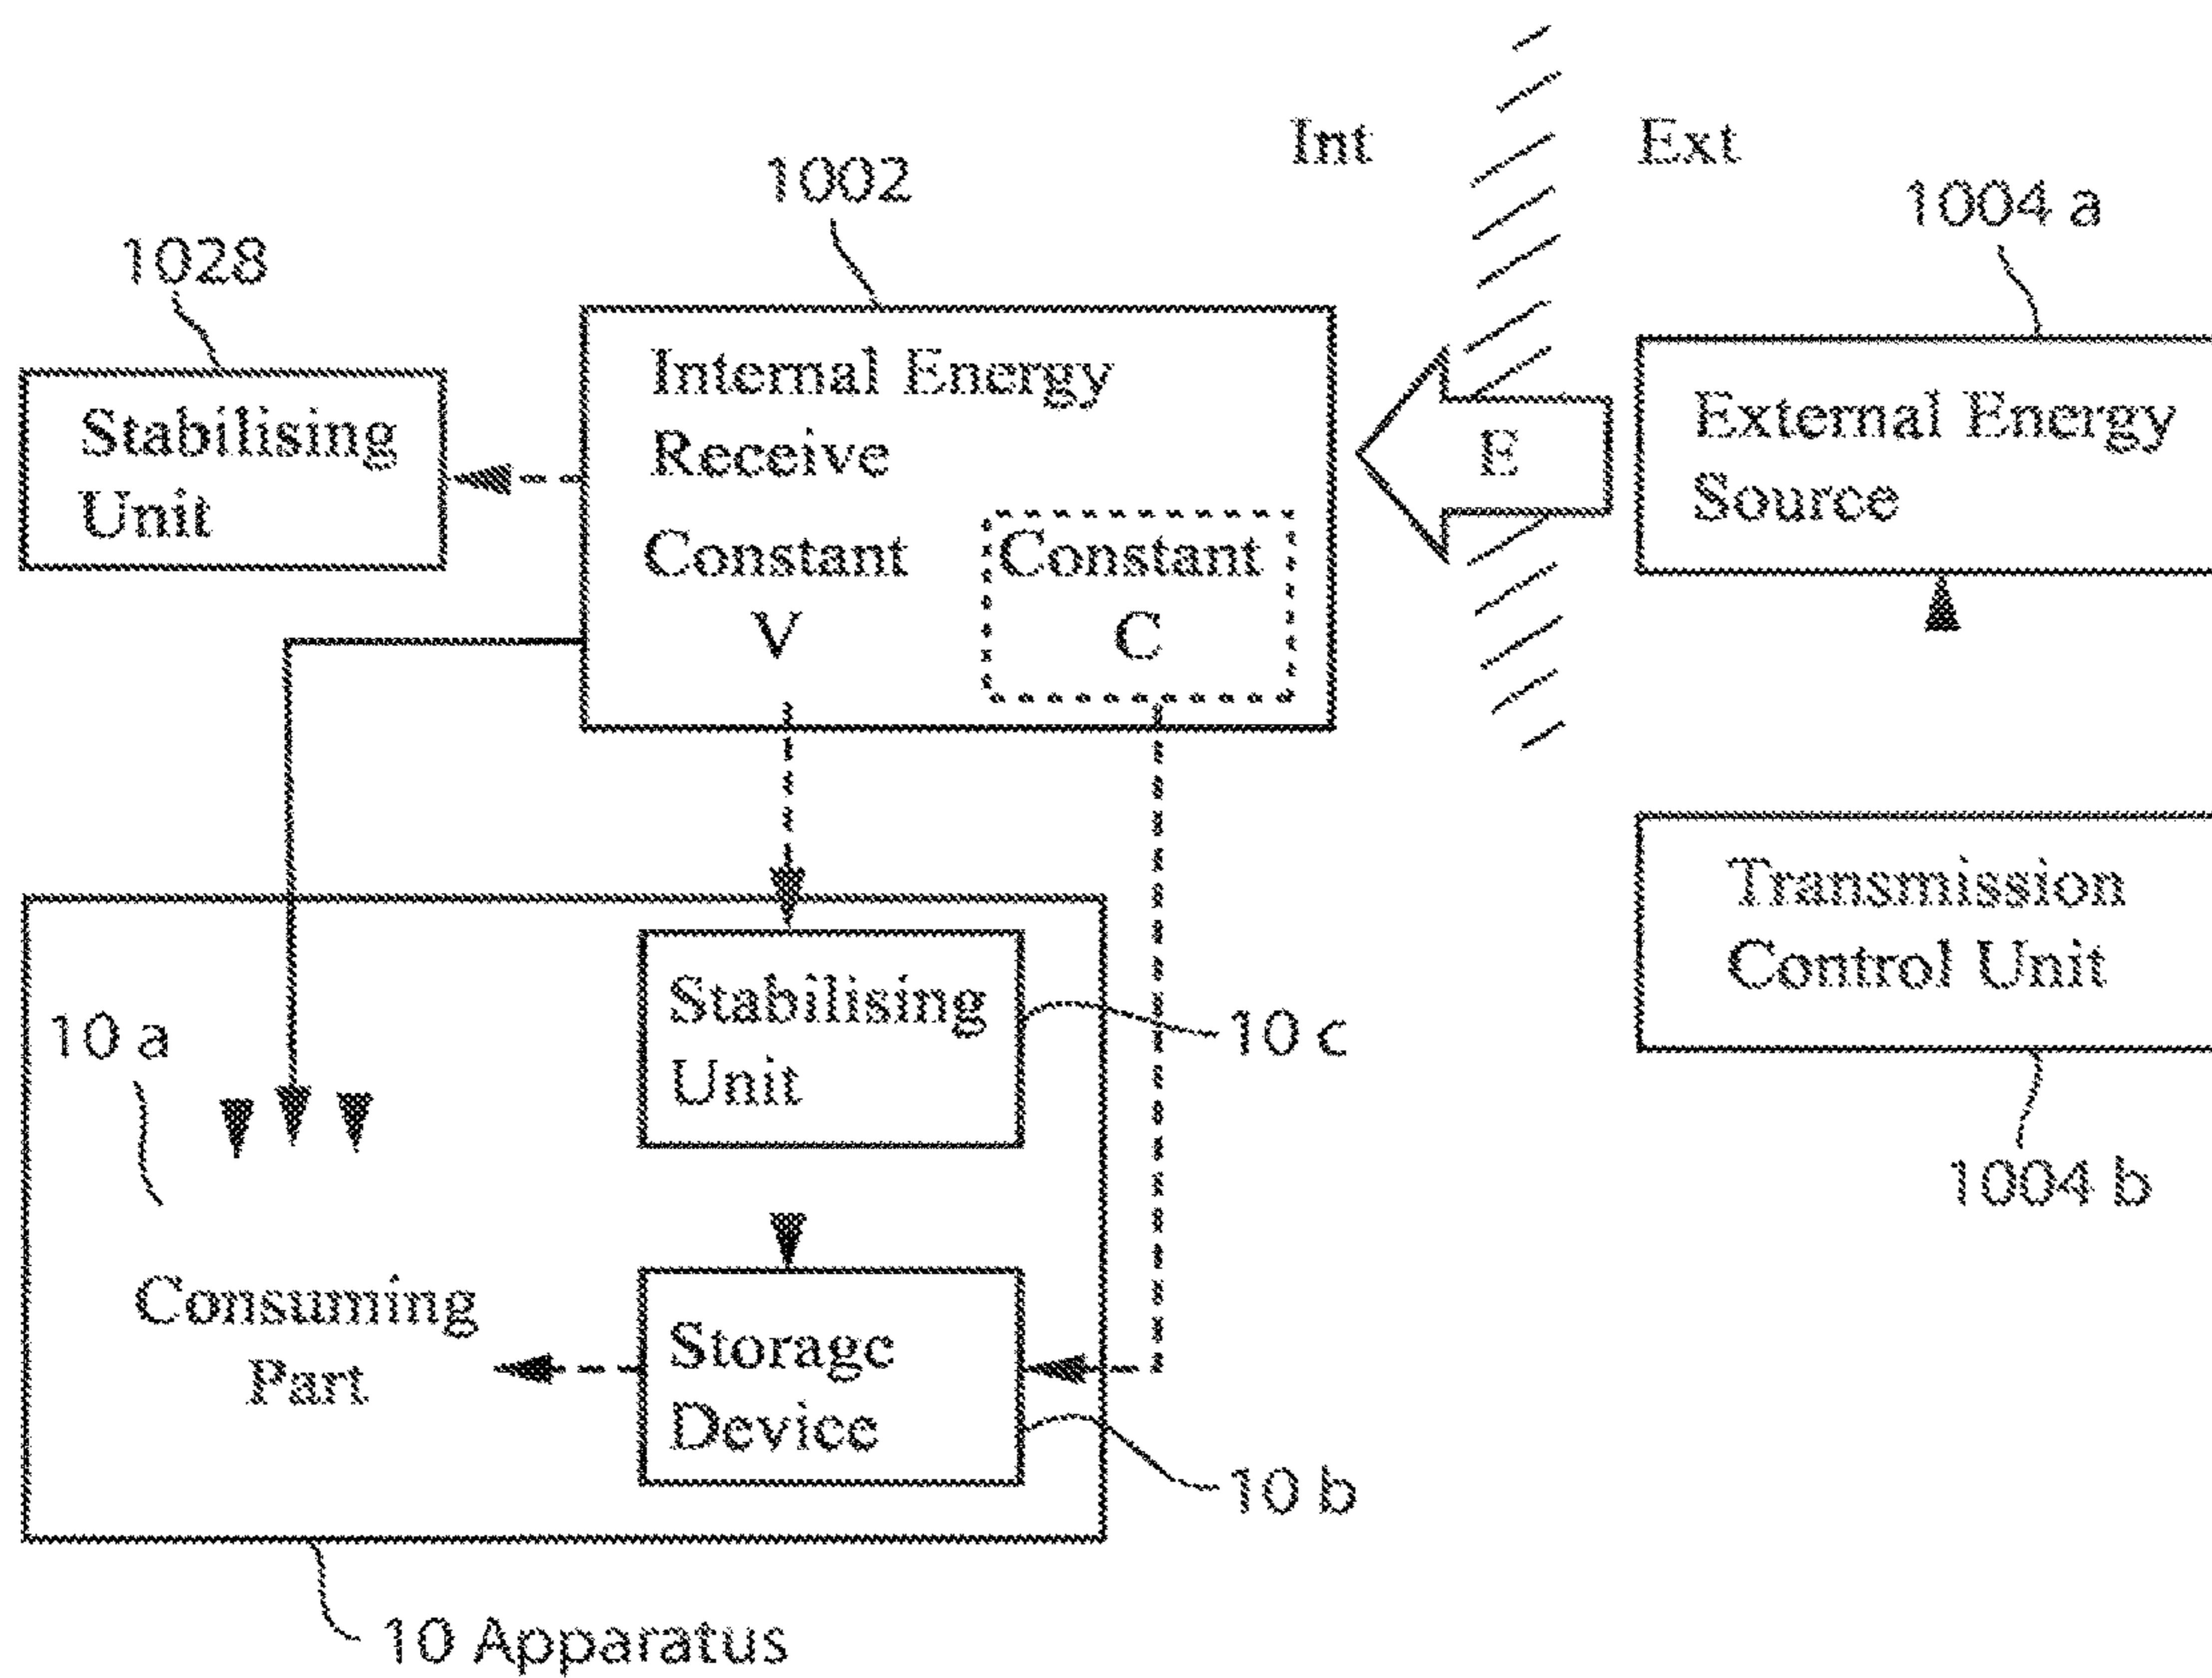 Int
Ext
1002
1004 a
1028
Internal Energy
Receive
Constant
V
Constant
C
Stabilising
Unit
E
External Energy
Source
Transmission
Control Unit
1004 b
Stabilising
Unit
10 c
10 a
Consuming
Part
Storage
Device
10 b
10 Apparatus